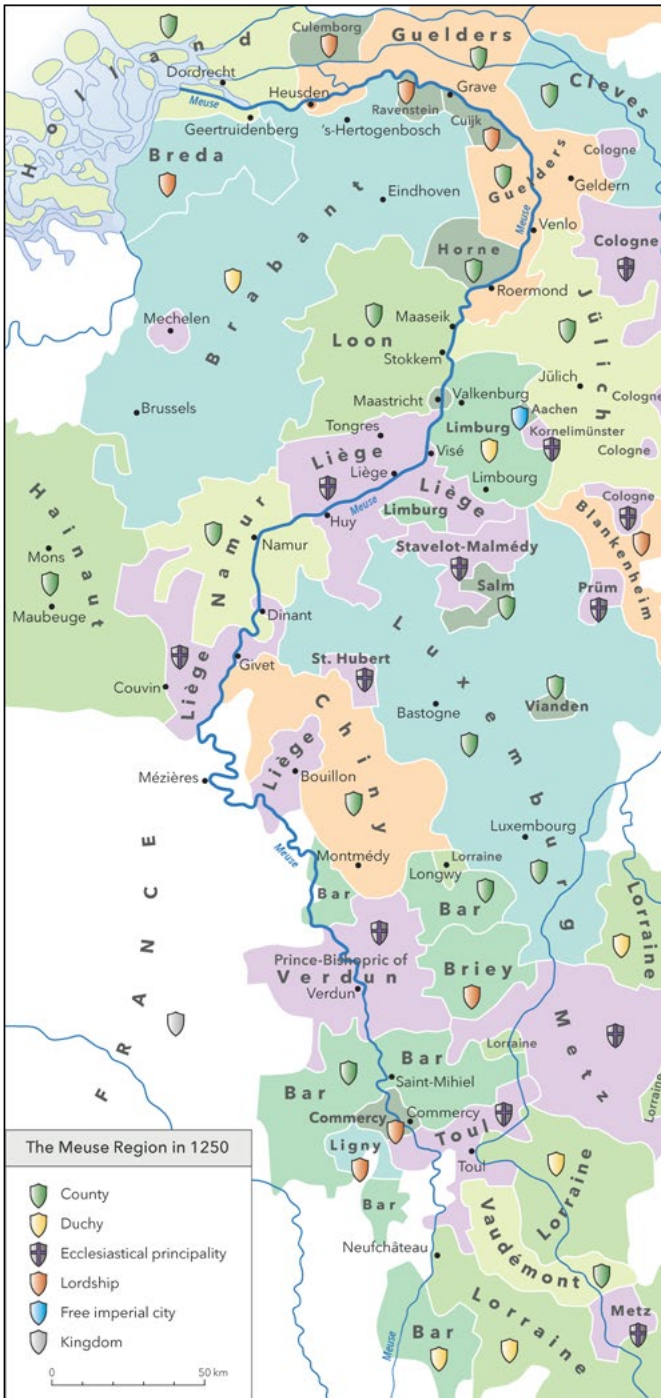 Holland
Culemborg
Guelders
Dordrecht
Meuse
Heusden
Ravenstein
Grave
Cleves
Geertruidenberg
's-Hertogenbosch
Cuijk
Breda
Guelders
Cologne
Eindhoven
Geldern
Brabant
Meuse
Venlo
Horne
Cologne
Roermond
Mechelen
Loon
Maaseik
Stokkem
Jülich
Jülich
Maastricht
Valkenburg
Cologne
Brussels
Aachen
Tongres
Limburg
Kornelimünster
Liège
Visé
Cologne
Liège
Limbourg
Hainaut
Meuse
Liège
Cologne
Huy
Limburg
Blankenheim
Namur
Namur
Stavelot-Malmédy
Mons
Salm
Prüm
Maubeuge
Dinant
Luxemburg
Givet
St. Hubert
Couvin
Liège
Chiny
Bastogne
Vianden
Liège
Bouillon
Mézières
Luxembourg
Meuse
Montmédy
Lorraine
Longwy
Bar
Bar
Lorraine
FRANCE
Prince-Bishopric of
Verdun
Verdun
Briey
Metz
Lorraine
Bar
Bar
Saint-Mihiel
Lorraine
Commercy
Commercy
Toul
Ligny
Toul
Lorraine
Bar
Vaudémont
Neufchâteau
Lorraine
Metz
Bar
Meuse
The Meuse Region in 1250
County
Duchy
Ecclesiastical principality
Lordship
Free imperial city
Kingdom
0 50 km